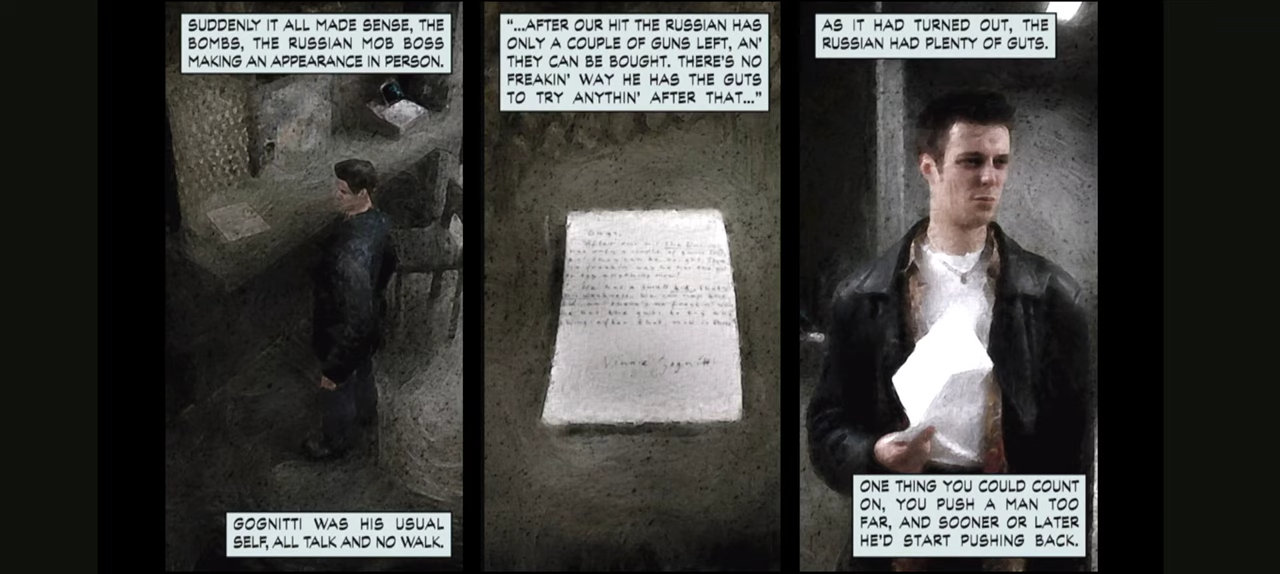 SUDDENLY IT ALL MADE SENSE, THE
BOMBS, THE RUSSIAN MOB BOSS
MAKING AN APPEARANCE IN PERSON.
GOGNITTI WAS HIS USUAL
SELF, ALL TALK AND NO WALK.
"...AFTER OUR HIT THE RUSSIAN HAS
ONLY A COUPLE OF GUNS LEFT, AN'
THEY CAN BE BOUGHT. THERE'S NO
FREAKIN' WAY HE HAS THE GUTS
TO TRY ANYTHIN' AFTER THAT..."
Vinnie Gognitti
AS IT HAD TURNED OUT, THE
RUSSIAN HAD PLENTY OF GUTS.
ONE THING YOU COULD COUNT
ON, YOU PUSH A MAN TOO
FAR, AND SOONER OR LATER
HE'D START PUSHING BACK.